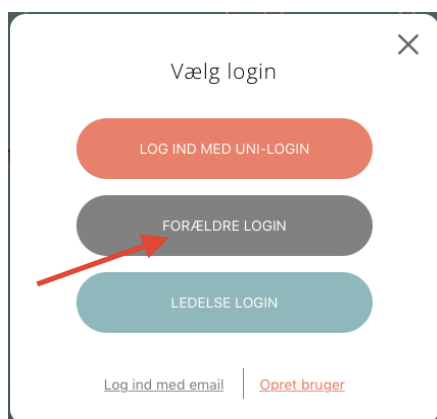 Vælg login
LOG IND MED UNI-LOGIN
FORÆLDRE LOGIN
LEDELSE LOGIN
Log ind med email
Opret bruger